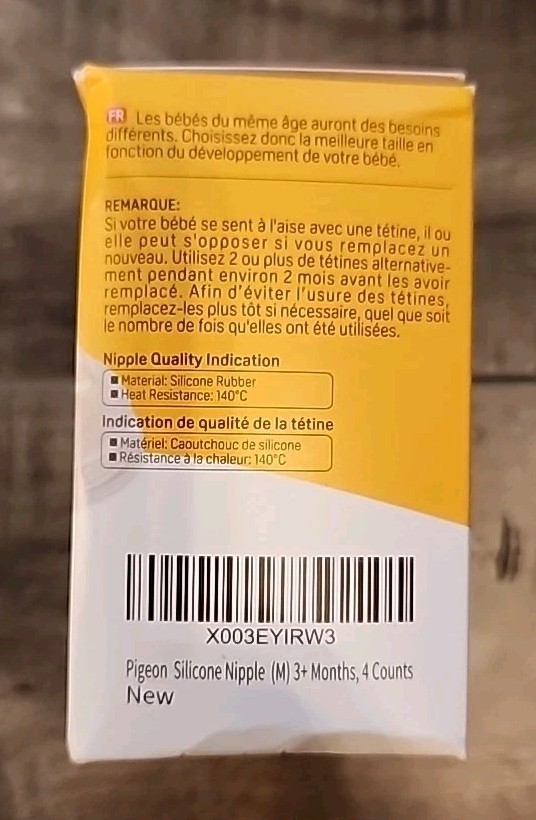 FR Les bébés du même âge auront des besoins
différents. Choisissez donc la meilleure taille en
fonction du développement de votre bébé.
REMARQUE:
Si votre bébé se sent à l'aise avec une tétine, il ou
elle peut s'opposer si vous remplacez un
nouveau. Utilisez 2 ou plus de tétines alternative-
ment pendant environ 2 mois avant les avoir
remplacé. Afin d'éviter l'usure des tétines,
remplacez-les plus tôt si nécessaire, quel que soit
le nombre de fois qu'elles ont été utilisées.
Nipple Quality Indication
■ Material: Silicone Rubber
■ Heat Resistance: 140°C
Indication de qualité de la tétine
■ Matériel: Caoutchouc de silicone
■ Résistance à la chaleur: 140°C
X003EYIRW3
Pigeon Silicone Nipple (M) 3+ Months, 4 Counts
New